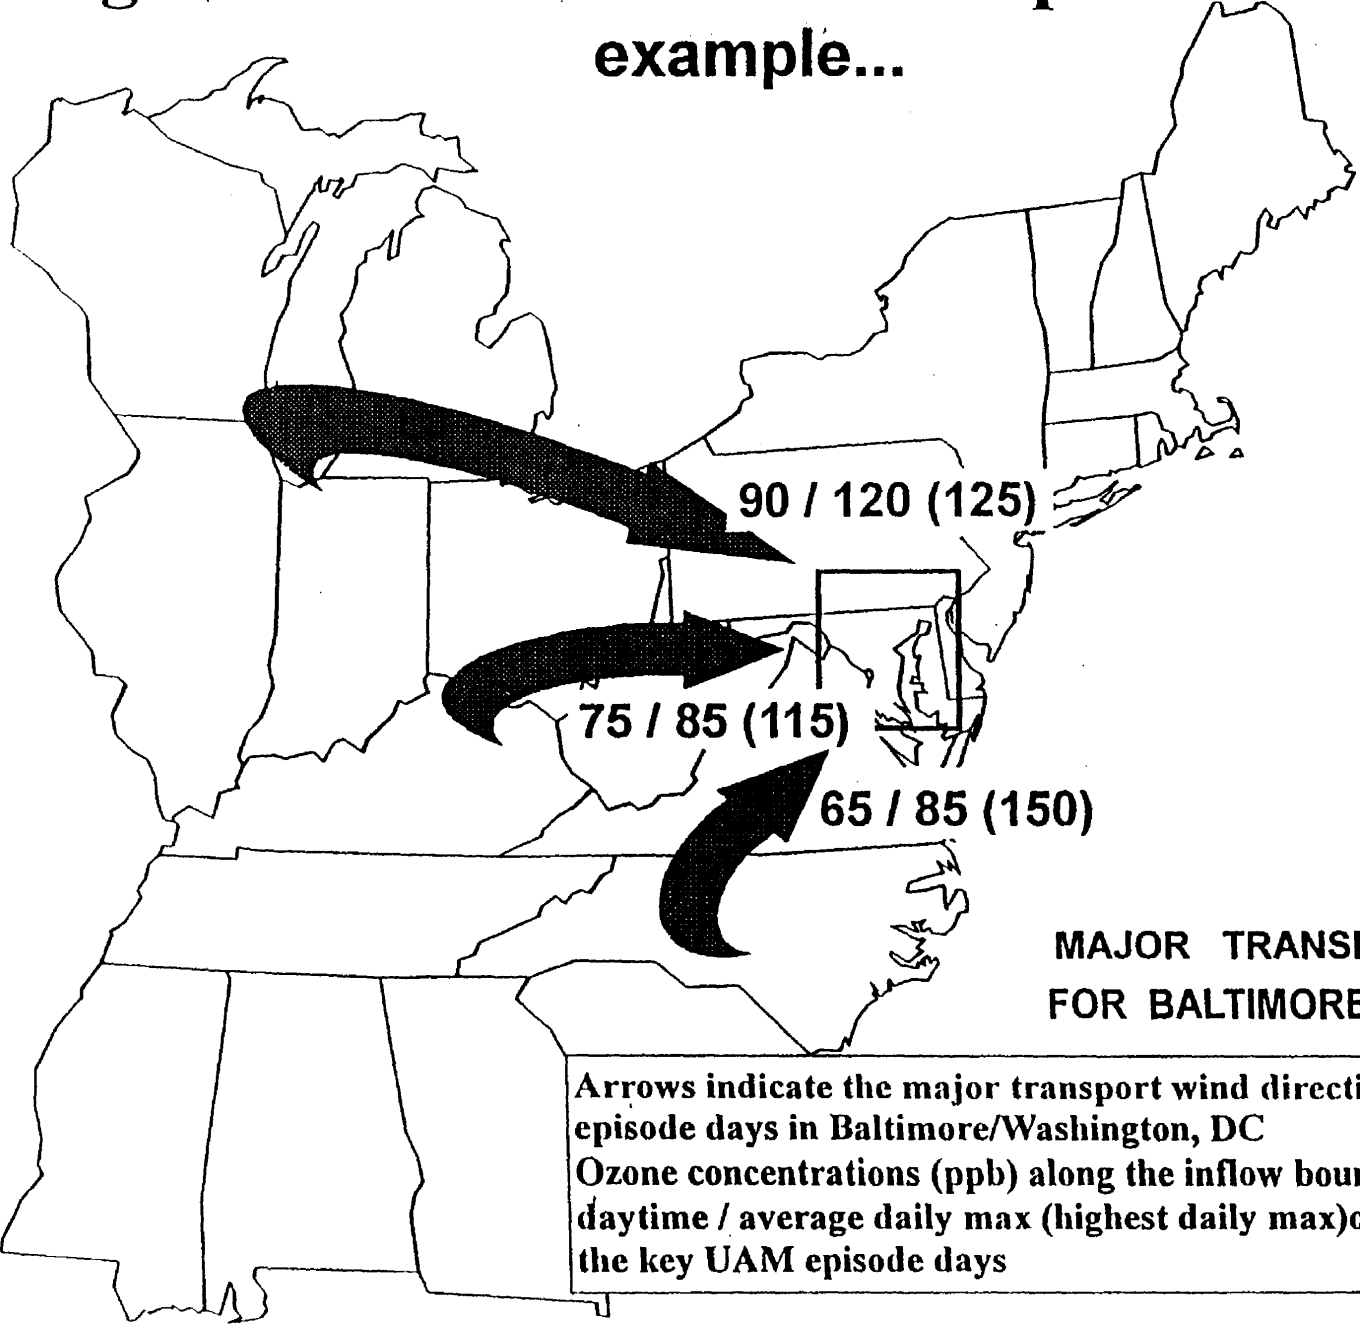 example...
90 / 120 (125)
75 / 85 (115)
65 / 85 (150)
MAJOR TRANS
FOR BALTIMORE
Arrows indicate the major transport wind directi
episode days in Baltimore/Washington, DC
Ozone concentrations (ppb) along the inflow boun
daytime / average daily max (highest daily max)
the key UAM episode days